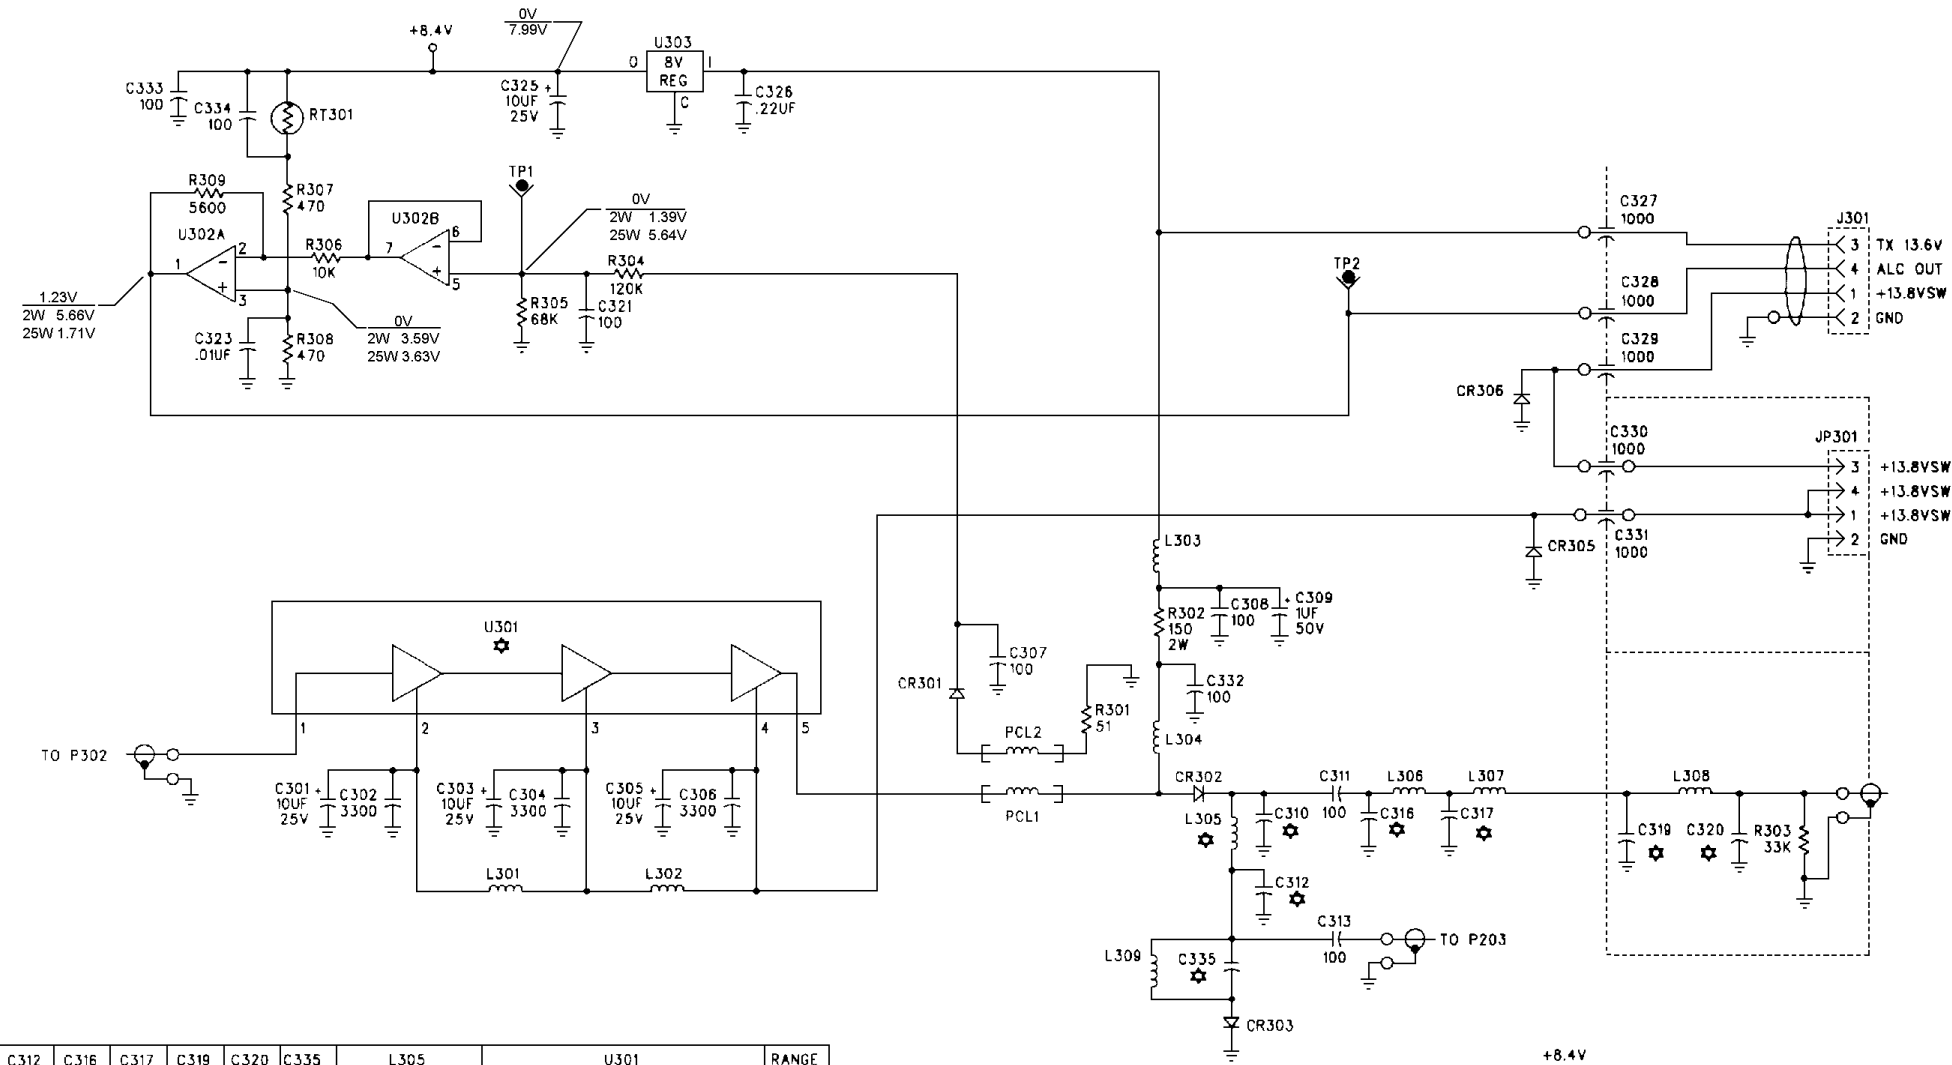 0V
7.99V
+8.4V
U303
O 8V I
REG
C
C333
100
C334
100
RT301
C325 +
10UF
25V
C326
.22UF
TP1
R309
5600
R307
470
U302B
6
7
-
+
5
0V
2W 1.39V
25W 5.64V
U302A
1
2
-
+
3
R306
10K
R304
120K
R305
68K
C321
100
1.23V
2W 5.66V
25W 1.71V
C323
.01UF
R308
470
0V
2W 3.59V
25W 3.63V
TP2
C327
1000
C328
1000
C329
1000
J301
3 TX 13.6V
4 ALC OUT
1 +13.8VSW
2 GND
CR306
C330
1000
JP301
3 +13.8VSW
4 +13.8VSW
1 +13.8VSW
2 GND
CR305
C331
1000
L303
R302
150
2W
C308
100
+ C309
1UF
50V
U301
1
2
3
4
5
C307
100
CR301
C332
100
R301
51
PCL2
L304
TO P302
C301 +
10UF
25V
C302
3300
C303 +
10UF
25V
C304
3300
C305 +
10UF
25V
C306
3300
PCL1
CR302
C311
100
L306
L307
L308
L305
C310
C316
C317
C319
C320
R303
33K
L301
L302
C312
C313
100
TO P203
L309
C335
CR303
+8.4V
C312 C316 C317 C319 C320 C335 L305 U301 RANGE